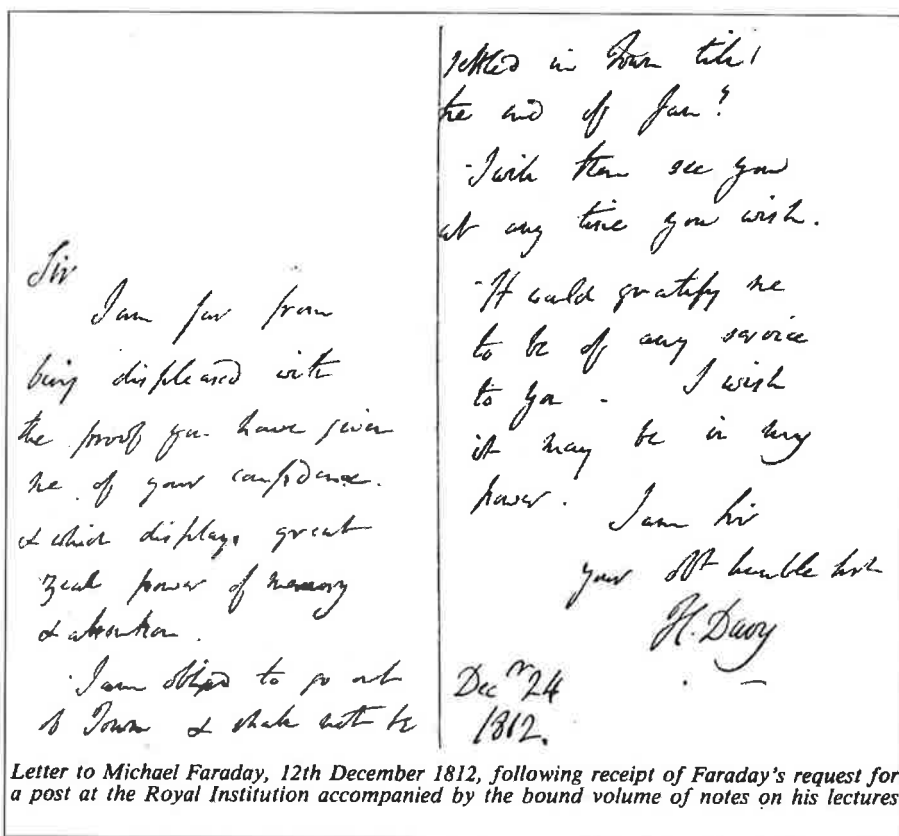 Sir
I am far from
being displeased with
the proof you have given
me of your confidence.
& which displays great
zeal power of memory
& attention.
I am obliged to go out
of Town & shall not be
settled in Town till
the end of Jany
I will then see you
at any time you wish.
It would gratify me
to be of any service
to you. I wish
it may be in my
power.
I am Sir
your obt humble svt
H. Davy
Decr 24
1812.
Letter to Michael Faraday, 12th December 1812, following receipt of Faraday's request for
a post at the Royal Institution accompanied by the bound volume of notes on his lectures